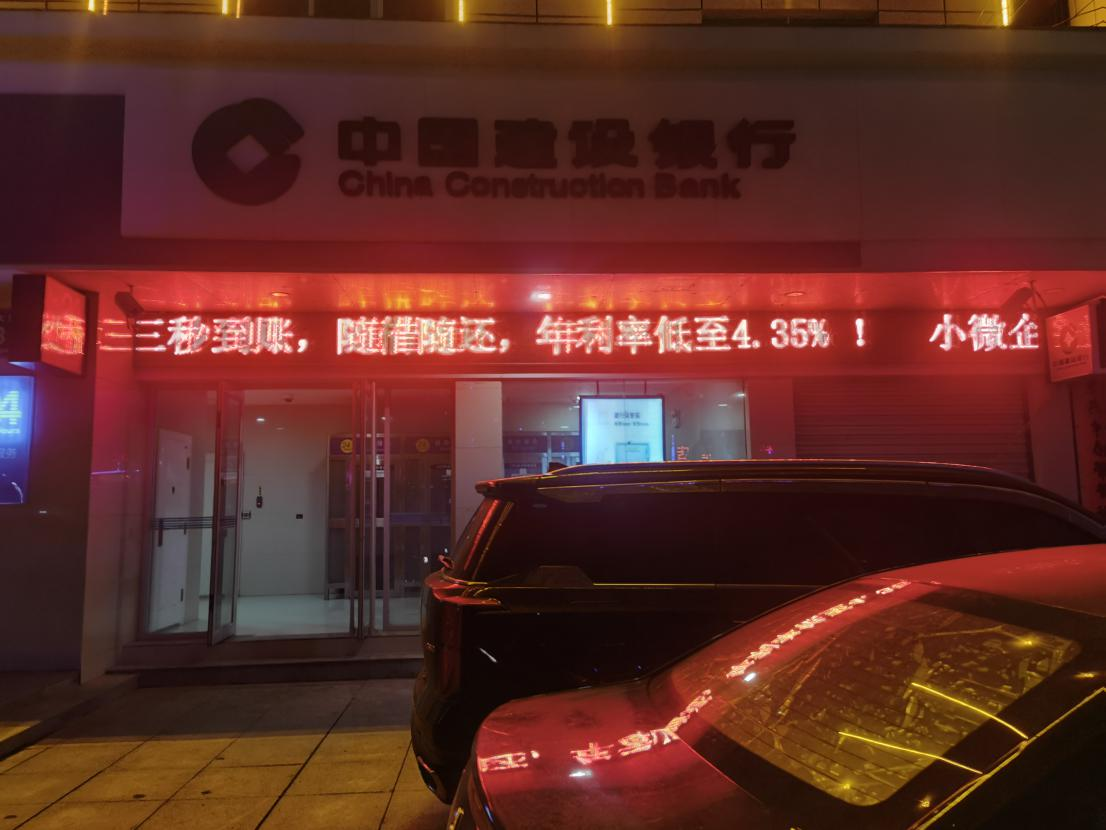 中国建设银行
China Construction Bank
三秒到账，随借随还，年利率低至4.35%！ 小微企